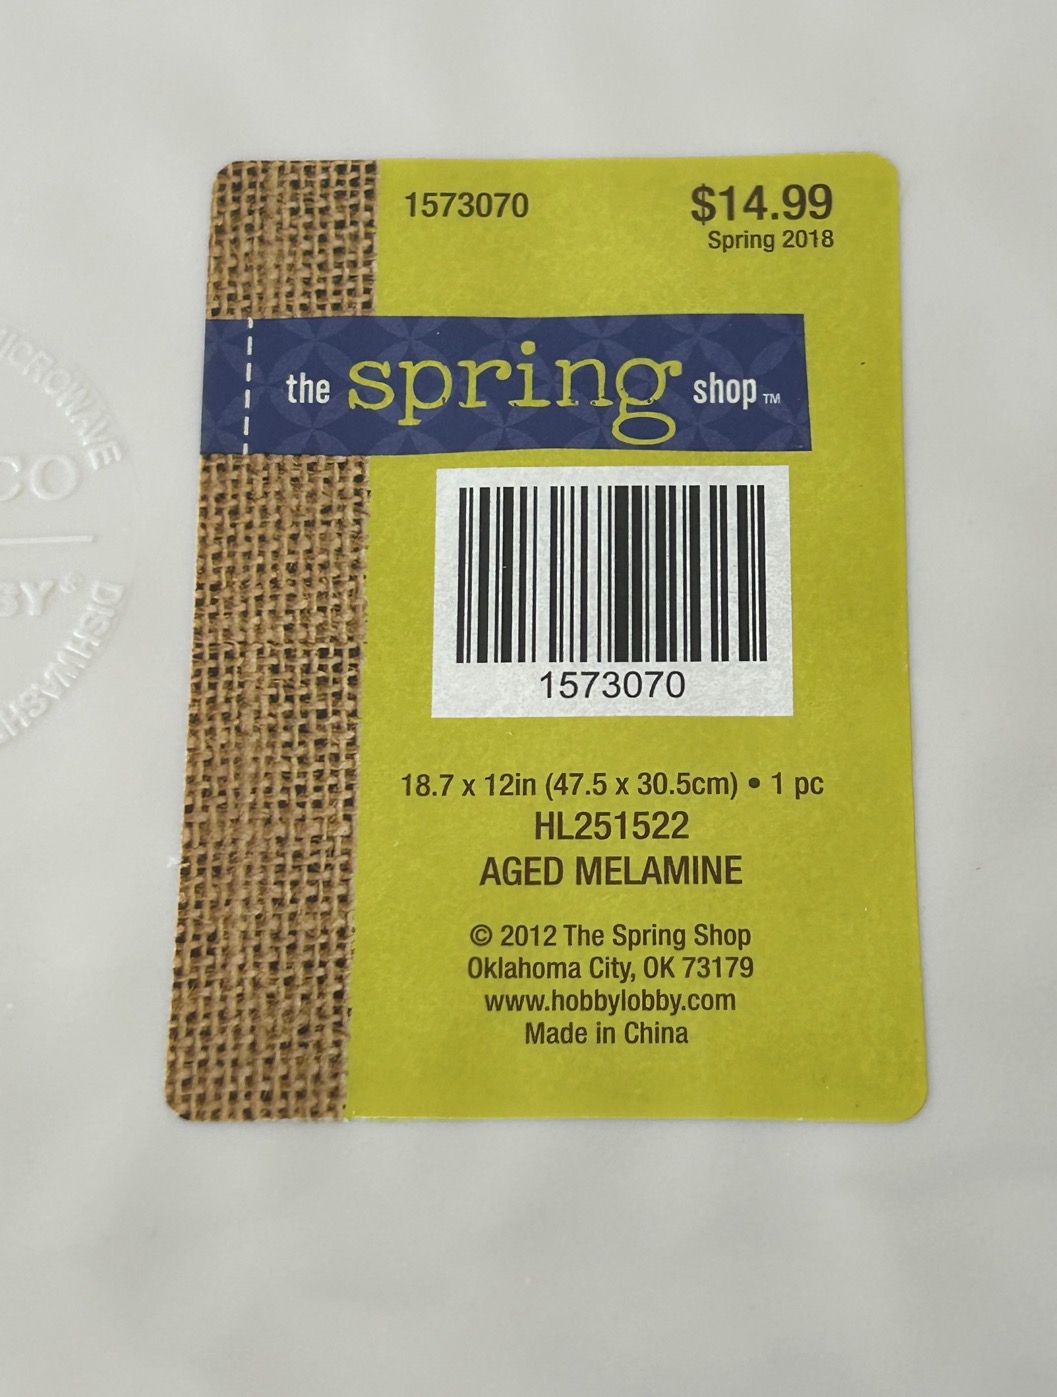 1573070
$14.99
Spring 2018
the spring shop™
1573070
18.7 x 12in (47.5 x 30.5cm) • 1 pc
HL251522
AGED MELAMINE
© 2012 The Spring Shop
Oklahoma City, OK 73179
www.hobbylobby.com
Made in China
MICROWAVE